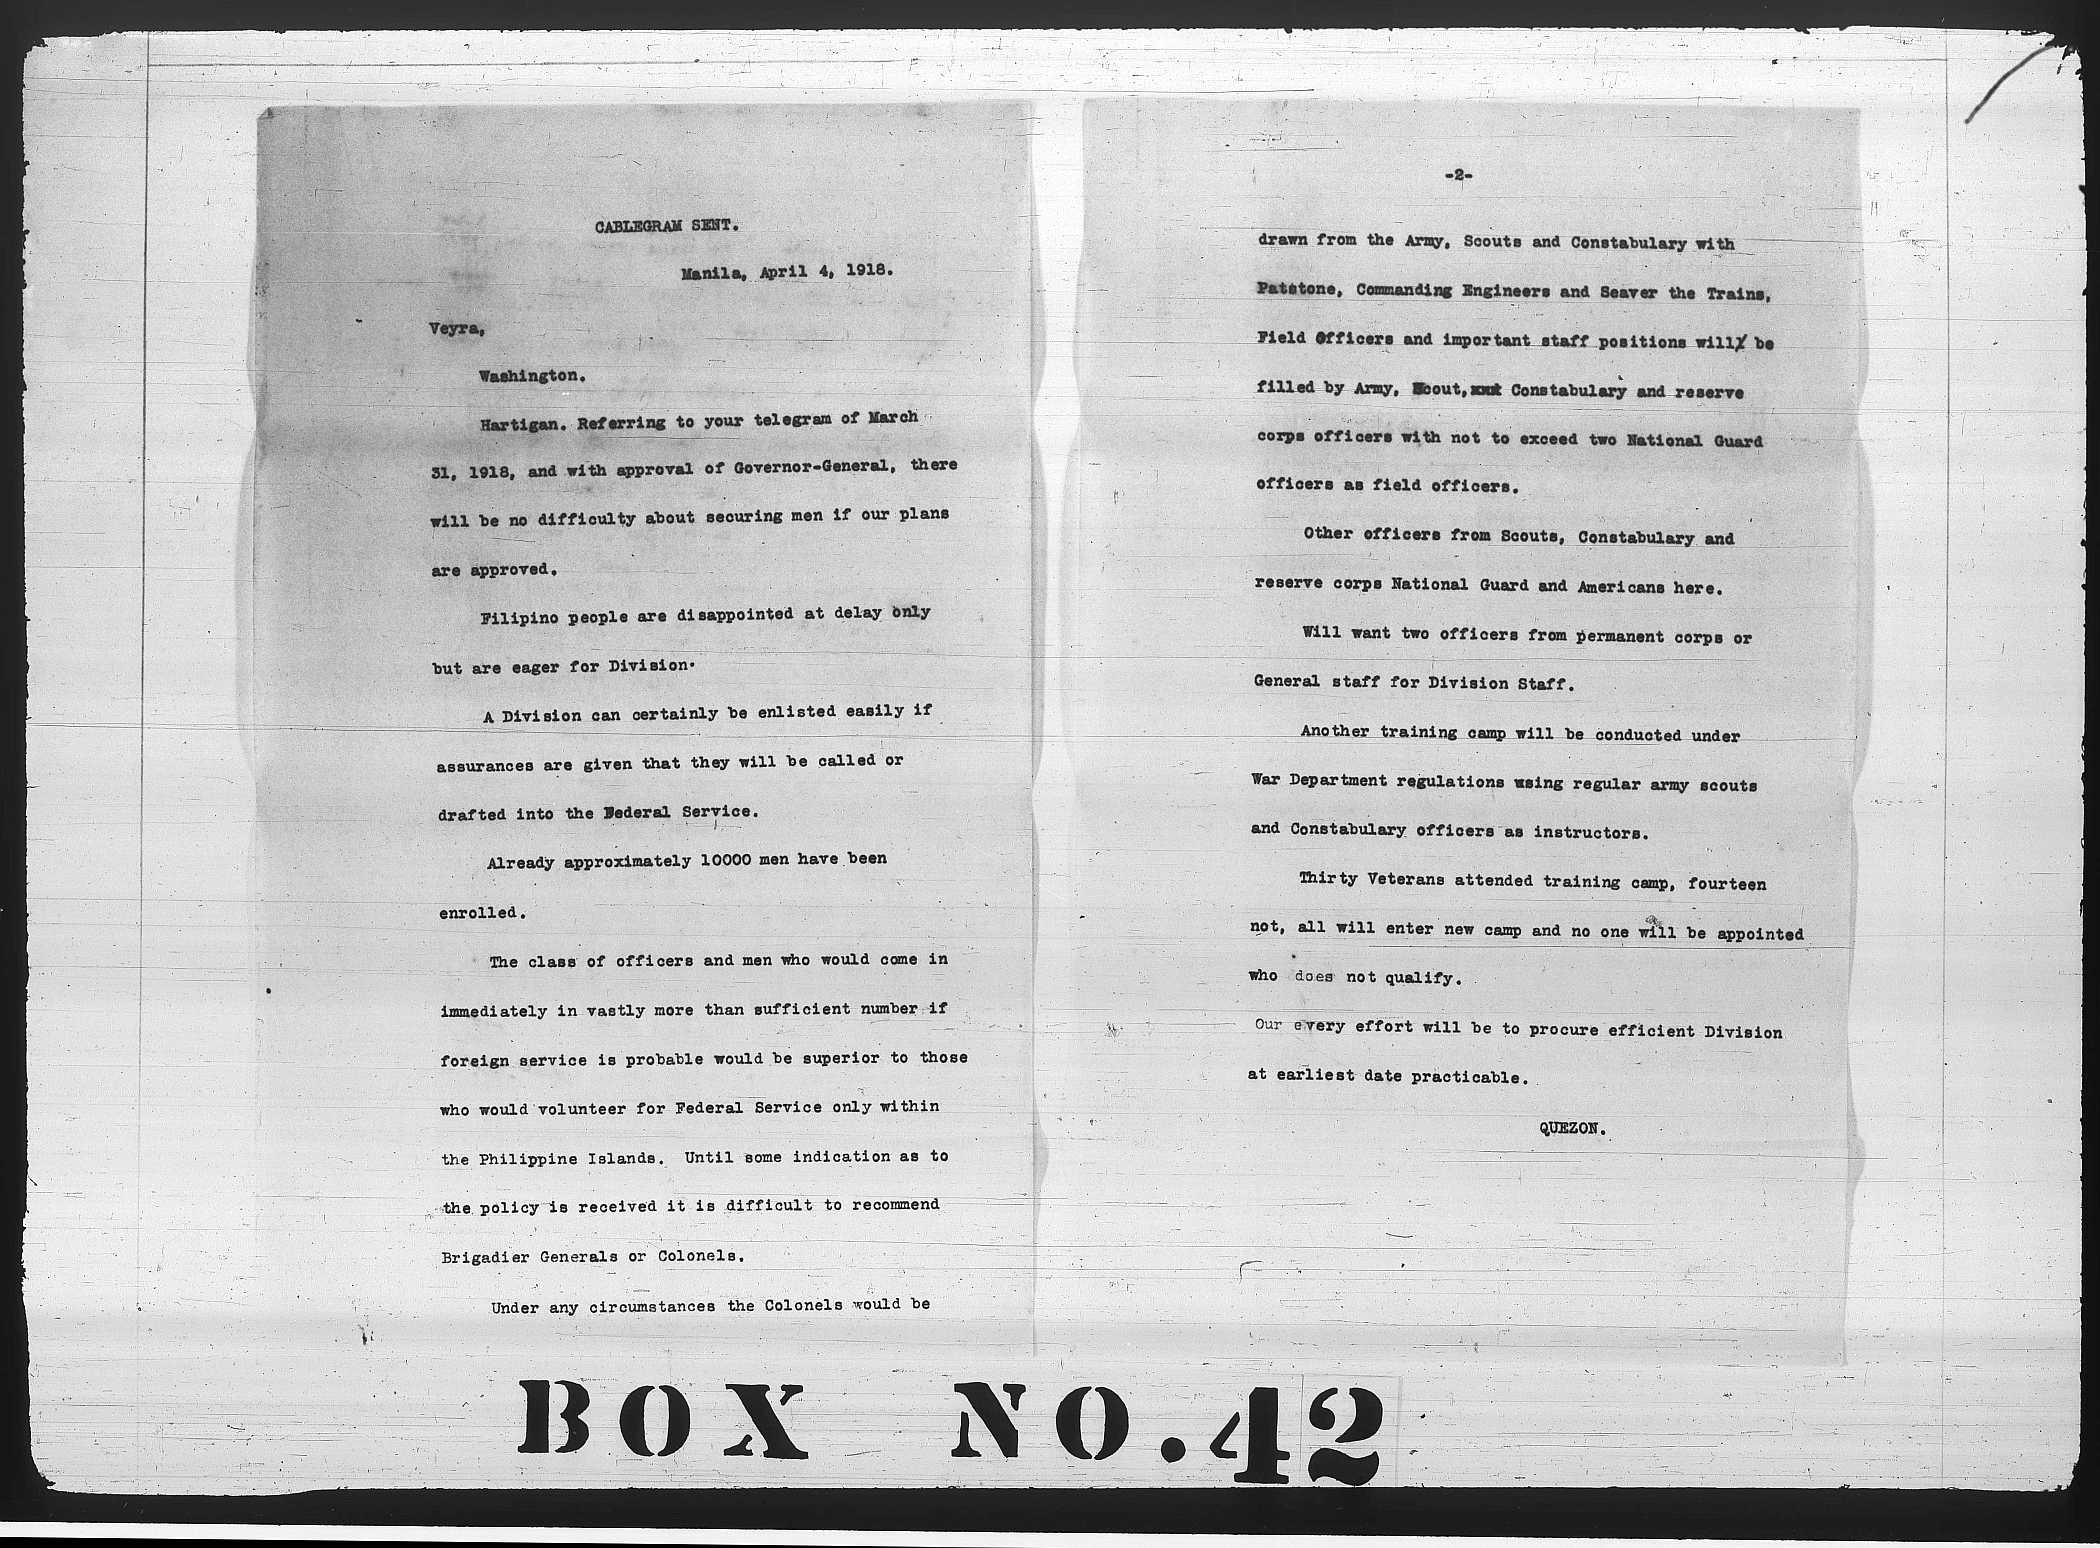 CABLEGRAM SENT.
Manila, April 4, 1918.
Veyra,
Washington.
Hartigan. Referring to your telegram of March
31, 1918, and with approval of Governor-General, there
will be no difficulty about securing men if our plans
are approved.
Filipino people are disappointed at delay only
but are eager for Division.
A Division can certainly be enlisted easily if
assurances are given that they will be called or
drafted into the Federal Service.
Already approximately 10000 men have been
enrolled.
The class of officers and men who would come in
immediately in vastly more than sufficient number if
foreign service is probable would be superior to those
who would volunteer for Federal Service only within
the Philippine Islands. Until some indication as to
the policy is received it is difficult to recommend
Brigadier Generals or Colonels.
Under any circumstances the Colonels would be
-2-
drawn from the Army, Scouts and Constabulary with
Patstone, Commanding Engineers and Seaver the Trains,
Field Officers and important staff positions will be
filled by Army, Scout, Constabulary and reserve
corps officers with not to exceed two National Guard
officers as field officers.
Other officers from Scouts, Constabulary and
reserve corps National Guard and Americans here.
Will want two officers from permanent corps or
General staff for Division Staff.
Another training camp will be conducted under
War Department regulations using regular army scouts
and Constabulary officers as instructors.
Thirty Veterans attended training camp, fourteen
not, all will enter new camp and no one will be appointed
who does not qualify.
Our every effort will be to procure efficient Division
at earliest date practicable.
QUEZON.
BOX NO. 42